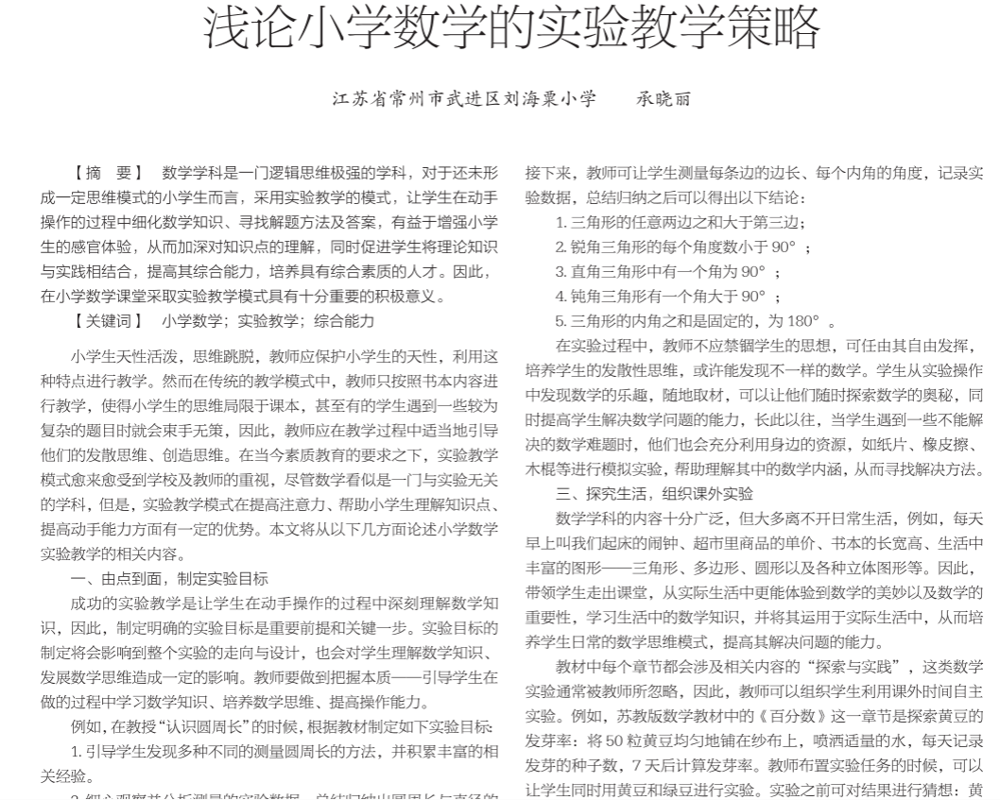 浅论小学数学的实验教学策略
江苏省常州市武进区刘海粟小学　　承晓丽
【摘　要】　数学学科是一门逻辑思维极强的学科，对于还未形
成一定思维模式的小学生而言，采用实验教学的模式，让学生在动手
操作的过程中细化数学知识、寻找解题方法及答案，有益于增强小学
生的感官体验，从而加深对知识点的理解，同时促进学生将理论知识
与实践相结合，提高其综合能力，培养具有综合素质的人才。因此，
在小学数学课堂采取实验教学模式具有十分重要的积极意义。
【关键词】　小学数学；实验教学；综合能力
小学生天性活泼，思维跳脱，教师应保护小学生的天性，利用这
种特点进行教学。然而在传统的教学模式中，教师只按照书本内容进
行教学，使得小学生的思维局限于课本，甚至有的学生遇到一些较为
复杂的题目时就会束手无策，因此，教师应在教学过程中适当地引导
他们的发散思维、创造思维。在当今素质教育的要求之下，实验教学
模式愈来愈受到学校及教师的重视，尽管数学看似是一门与实验无关
的学科，但是，实验教学模式在提高注意力、帮助小学生理解知识点、
提高动手能力方面有一定的优势。本文将从以下几方面论述小学数学
实验教学的相关内容。
一、由点到面，制定实验目标
成功的实验教学是让学生在动手操作的过程中深刻理解数学知
识，因此，制定明确的实验目标是重要前提和关键一步。实验目标的
制定将会影响到整个实验的走向与设计，也会对学生理解数学知识、
发展数学思维造成一定的影响。教师要做到把握本质——引导学生在
做的过程中学习数学知识、培养数学思维、提高操作能力。
例如，在教授“认识圆周长”的时候，根据教材制定如下实验目标：
1. 引导学生发现多种不同的测量圆周长的方法，并积累丰富的相
关经验。
2. 细心观察并分析测量的实验数据，总结归纳出圆周长与直径的
接下来，教师可让学生测量每条边的边长、每个内角的角度，记录实
验数据，总结归纳之后可以得出以下结论：
1. 三角形的任意两边之和大于第三边；
2. 锐角三角形的每个角度数小于 90° ；
3. 直角三角形中有一个角为 90° ；
4. 钝角三角形有一个角大于 90° ；
5. 三角形的内角之和是固定的，为 180° 。
在实验过程中，教师不应禁锢学生的思想，可任由其自由发挥，
培养学生的发散性思维，或许能发现不一样的数学。学生从实验操作
中发现数学的乐趣，随地取材，可以让他们随时探索数学的奥秘，同
时提高学生解决数学问题的能力，长此以往，当学生遇到一些不能解
决的数学难题时，他们也会充分利用身边的资源，如纸片、橡皮擦、
木棍等进行模拟实验，帮助理解其中的数学内涵，从而寻找解决方法。
三、探究生活，组织课外实验
数学学科的内容十分广泛，但大多离不开日常生活，例如，每天
早上叫我们起床的闹钟、超市里商品的单价、书本的长宽高、生活中
丰富的图形——三角形、多边形、圆形以及各种立体图形等。因此，
带领学生走出课堂，从实际生活中更能体验到数学的美妙以及数学的
重要性，学习生活中的数学知识，并将其运用于实际生活中，从而培
养学生日常的数学思维模式，提高其解决问题的能力。
教材中每个章节都会涉及相关内容的“探索与实践”，这类数学
实验通常被教师所忽略，因此，教师可以组织学生利用课外时间自主
实验。例如，苏教版数学教材中的《百分数》这一章节是探索黄豆的
发芽率：将 50 粒黄豆均匀地铺在纱布上，喷洒适量的水，每天记录
发芽的种子数，7 天后计算发芽率。教师布置实验任务的时候，可以
让学生同时用黄豆和绿豆进行实验。实验之前可对结果进行猜想：黄